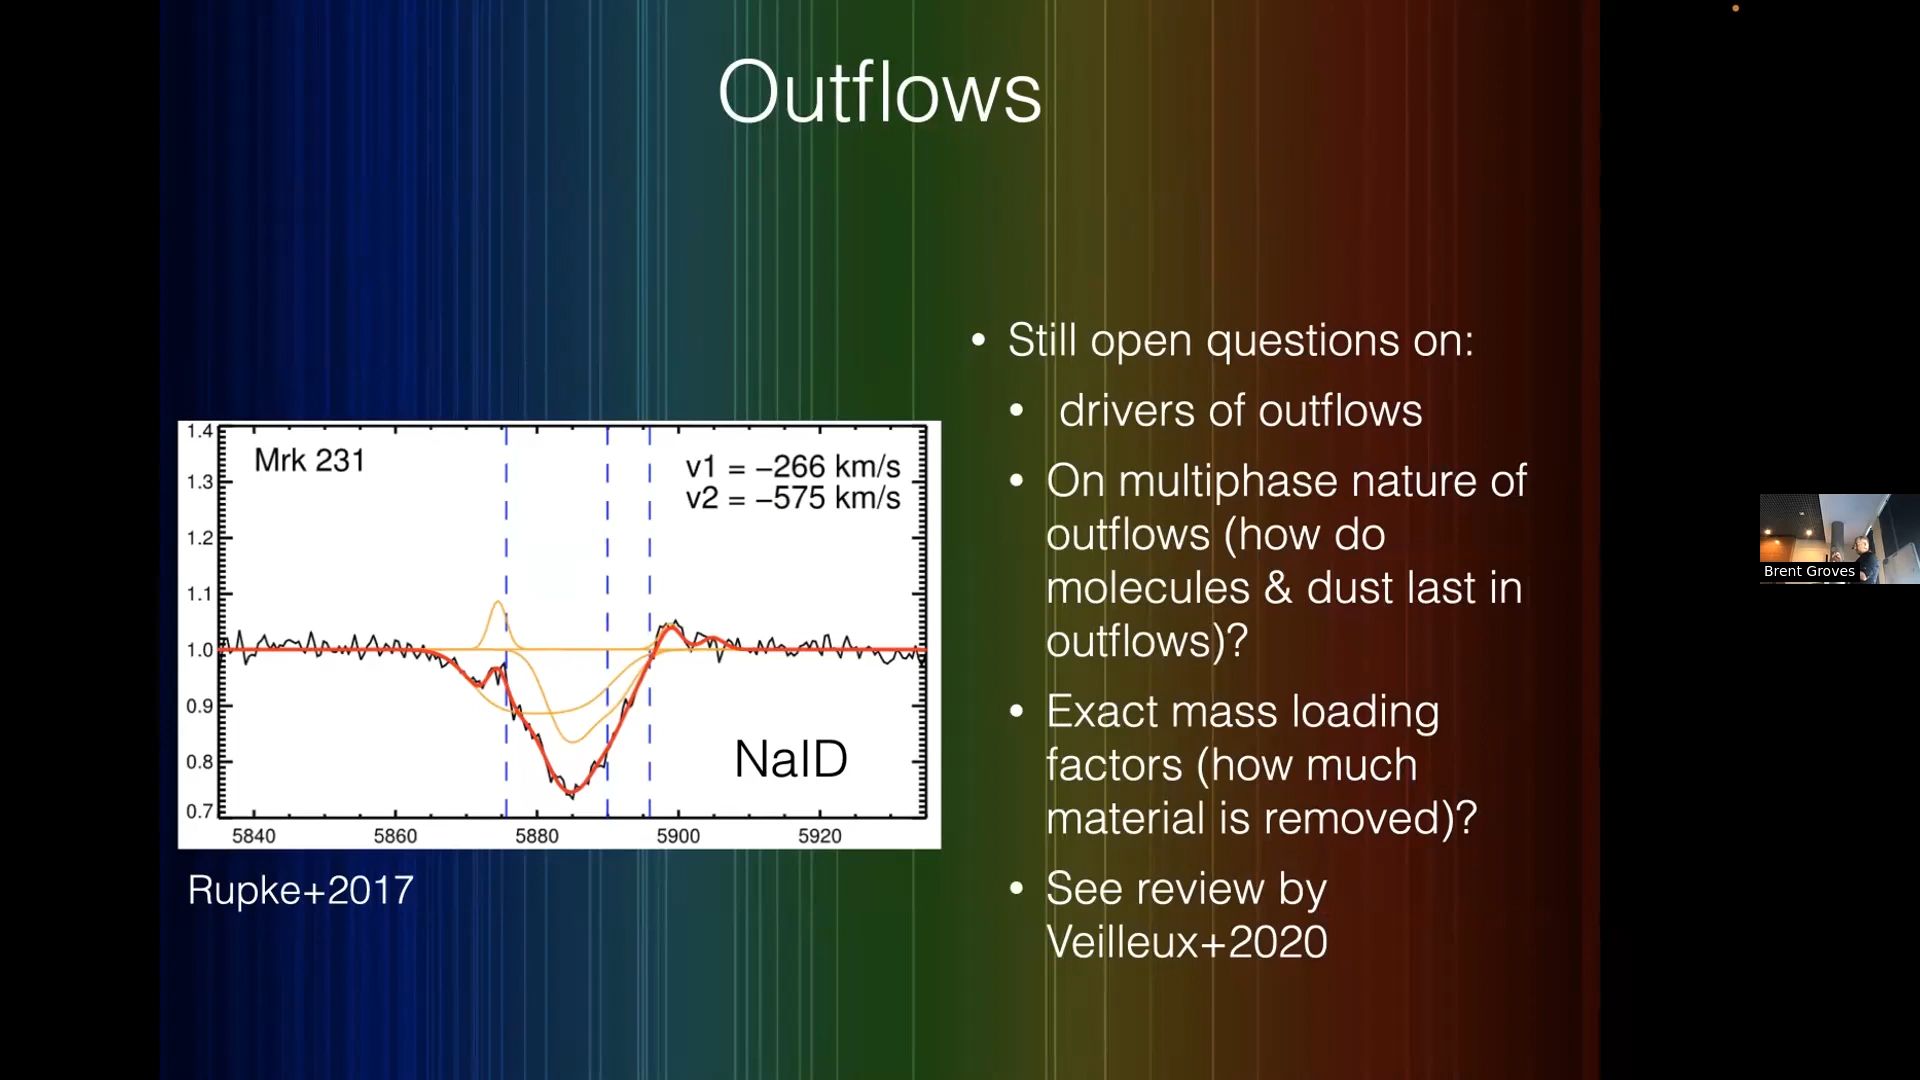 Outflows
• Still open questions on:
• drivers of outflows
• On multiphase nature of
outflows (how do
molecules & dust last in
outflows)?
• Exact mass loading
factors (how much
material is removed)?
• See review by
Veilleux+2020
Mrk 231
v1 = −266 km/s
v2 = −575 km/s
NaID
1.4
1.3
1.2
1.1
1.0
0.9
0.8
0.7
5840 5860 5880 5900 5920
Rupke+2017
Brent Groves